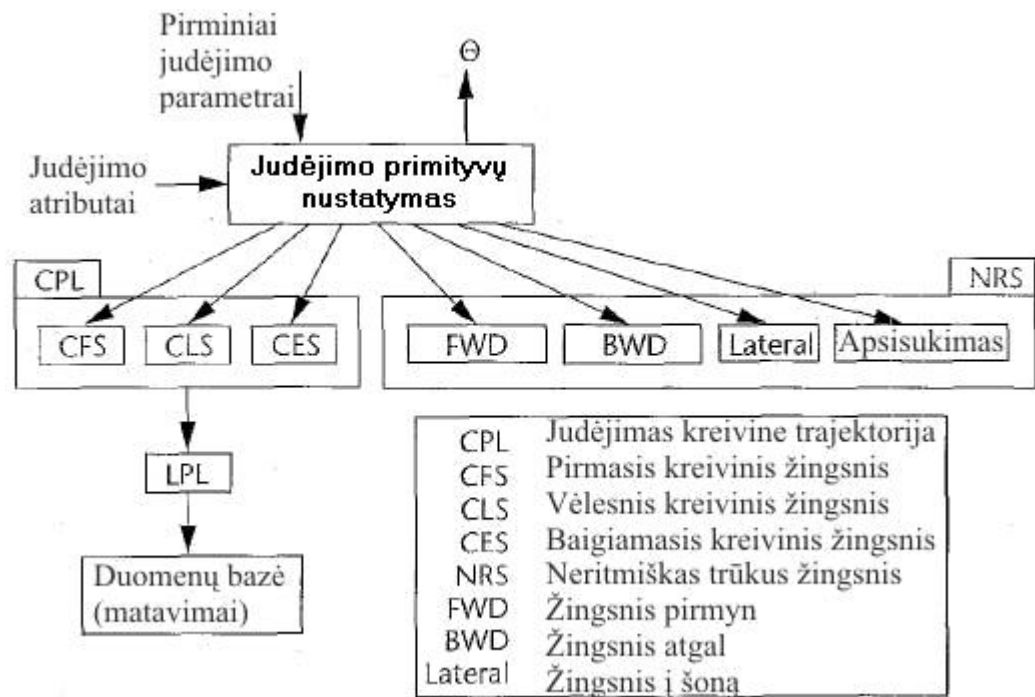 Pirminiai
judėjimo
parametrai
Θ
Judėjimo
atributai
Judėjimo primityvų
nustatymas
CPL
NRS
CFS
CLS
CES
FWD
BWD
Lateral
Apsisukimas
LPL
Duomenų bazė
(matavimai)
CPL Judėjimas kreivine trajektorija
CFS Pirmasis kreivinis žingsnis
CLS Vėlesnis kreivinis žingsnis
CES Baigiamasis kreivinis žingsnis
NRS Neritmiškas trūkus žingsnis
FWD Žingsnis pirmyn
BWD Žingsnis atgal
Lateral Žingsnis į šoną